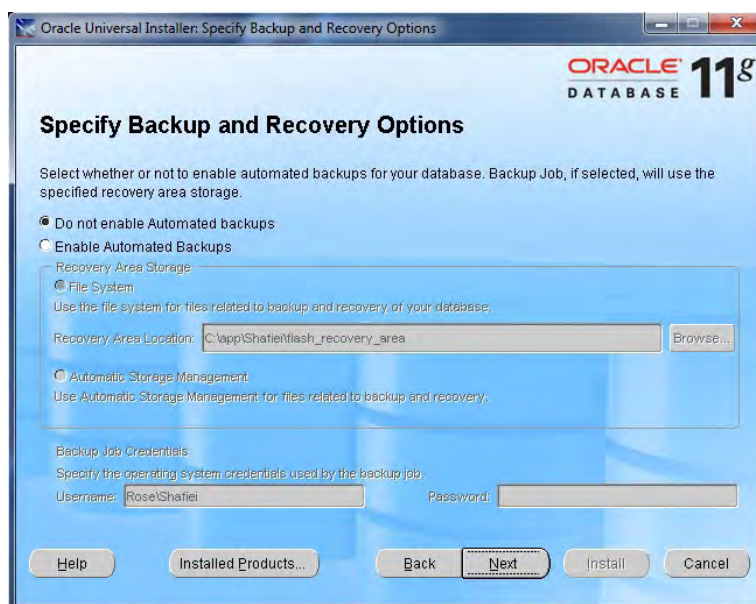 Oracle Universal Installer: Specify Backup and Recovery Options
ORACLE 11g
DATABASE
Specify Backup and Recovery Options
Select whether or not to enable automated backups for your database. Backup Job, if selected, will use the
specified recovery area storage.
Do not enable Automated backups
Enable Automated Backups
Recovery Area Storage
File System
Use the file system for files related to backup and recovery of your database.
Recovery Area Location: C:\app\Shafiei\flash_recovery_area Browse...
Automatic Storage Management
Use Automatic Storage Management for files related to backup and recovery.
Backup Job Credentials
Specify the operating system credentials used by the backup job.
Username: Rose\Shafiei Password:
Help Installed Products... Back Next Install Cancel